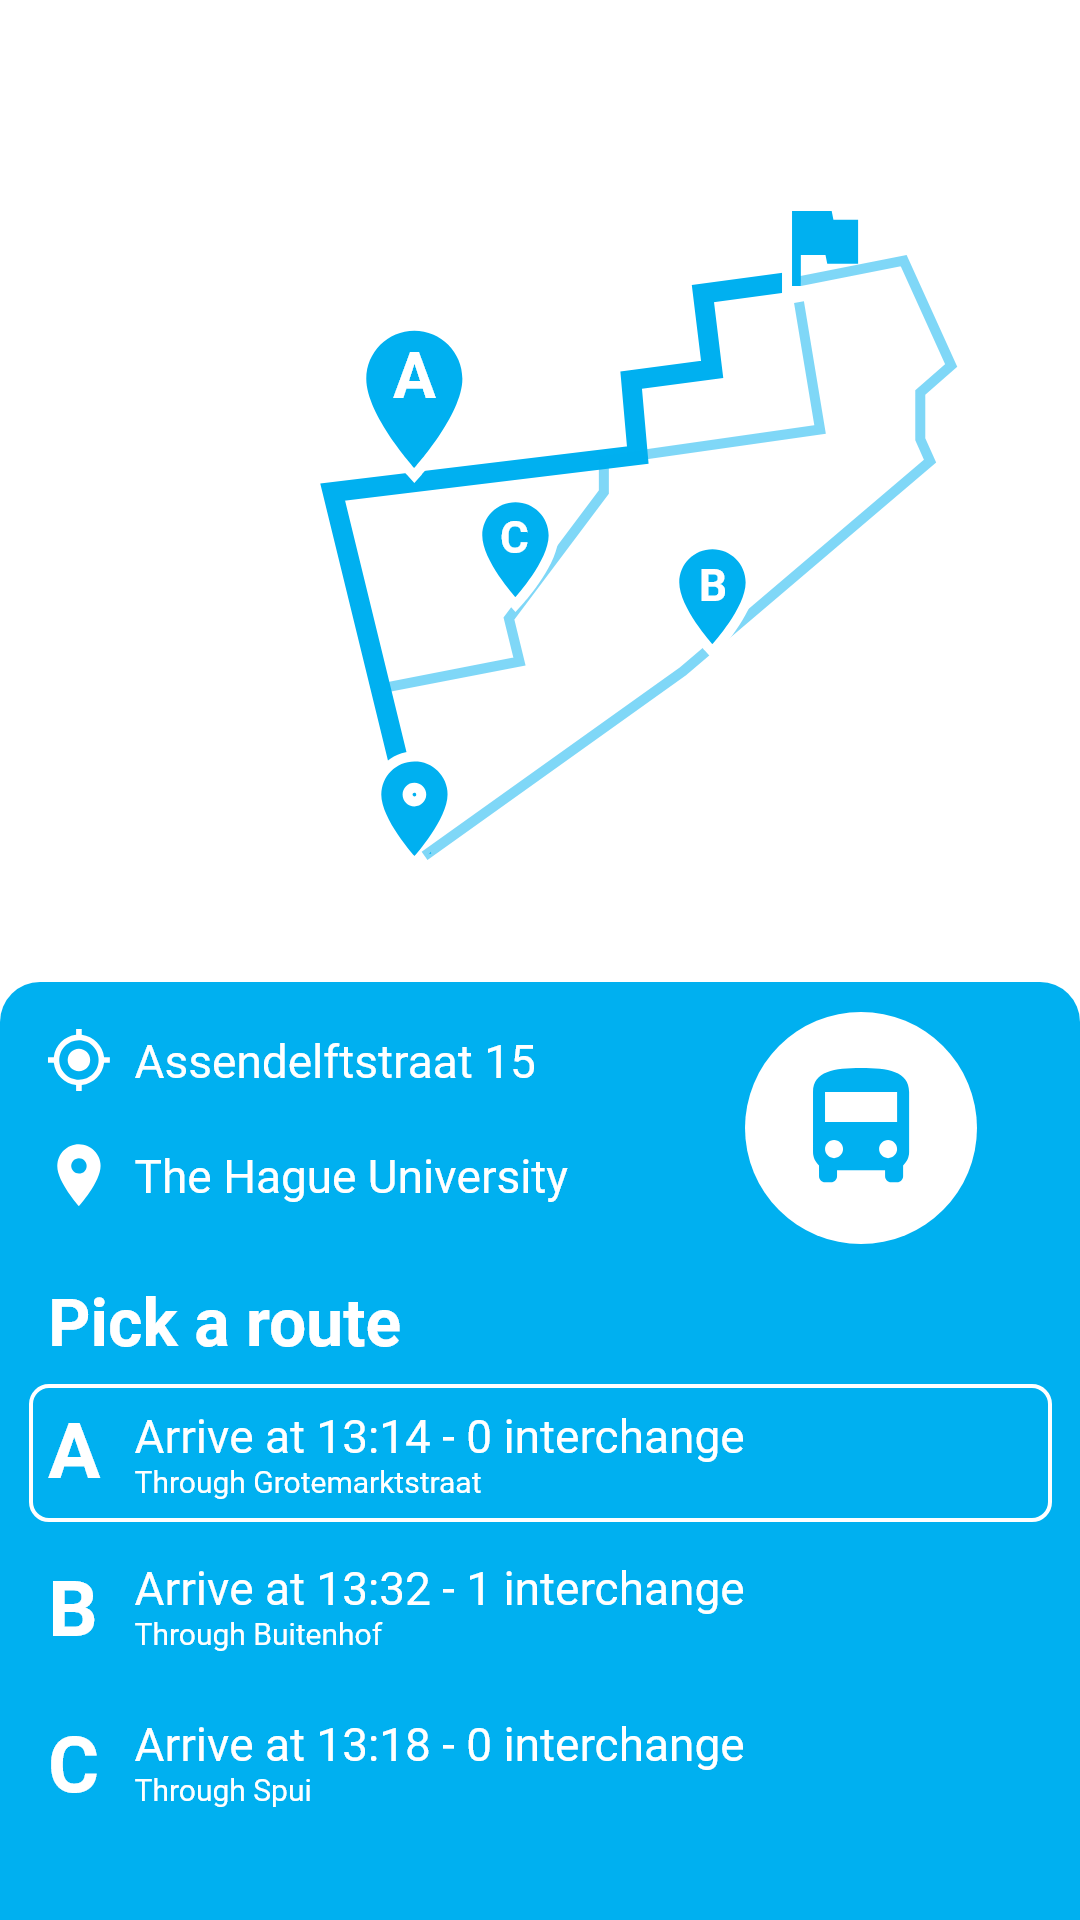 A
C
B
Assendelftstraat 15
The Hague University
Pick a route
A
Arrive at 13:14 - 0 interchange
Through Grotemarktstraat
B
Arrive at 13:32 - 1 interchange
Through Buitenhof
C
Arrive at 13:18 - 0 interchange
Through Spui